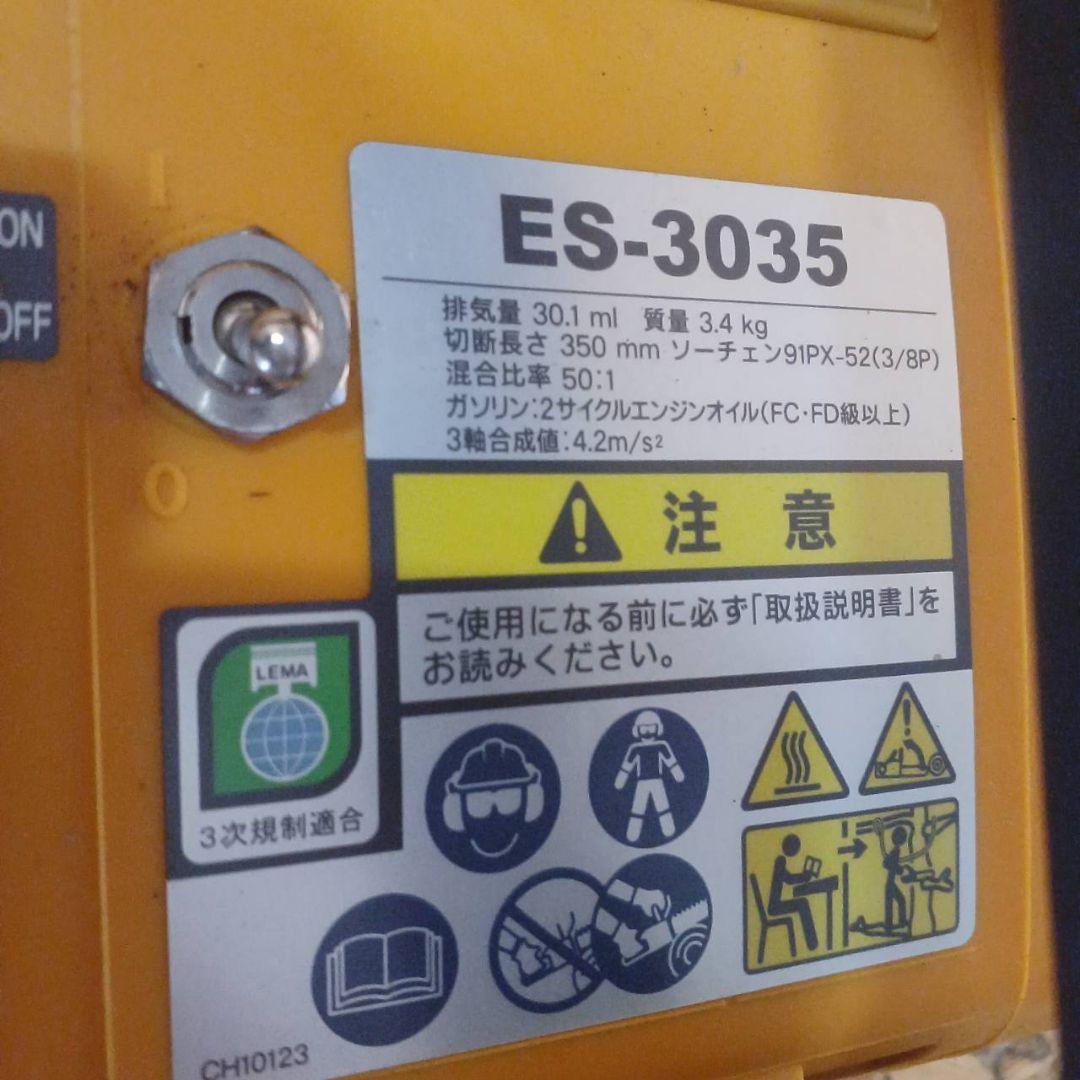 ON
OFF
I
O
ES-3035
排気量 30.1 ml 質量 3.4 kg
切断長さ 350 mm ソーチェン91PX-52(3/8P)
混合比率 50:1
ガソリン:2サイクルエンジンオイル(FC・FD級以上)
3軸合成値:4.2m/s²
注 意
ご使用になる前に必ず「取扱説明書」を
お読みください。
LEMA
3次規制適合
CH10123